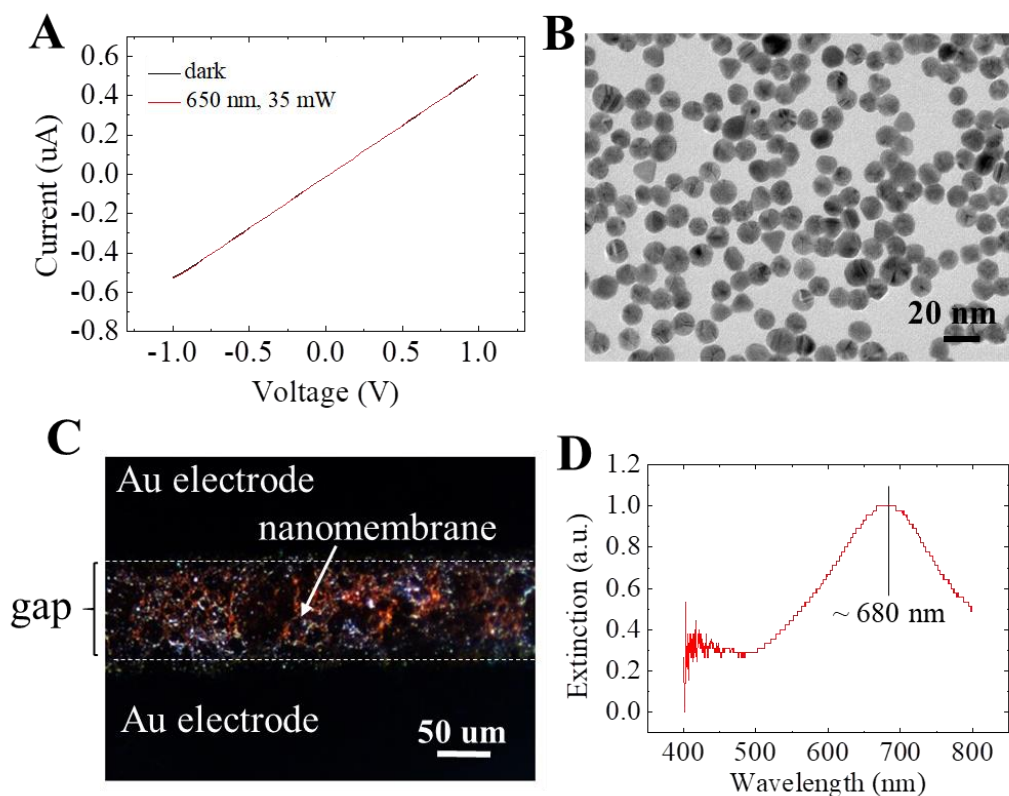 A
0.6
0.4
0.2
0.0
-0.2
-0.4
-0.6
-0.8
Current (uA)
dark
650 nm, 35 mW
-1.0 -0.5 0.0 0.5 1.0
Voltage (V)
B
20 nm
C
Au electrode
nanomembrane
gap
Au electrode
50 um
D
1.2
1.0
0.8
0.6
0.4
0.2
0.0
Extinction (a.u.)
~ 680 nm
400 500 600 700 800
Wavelength (nm)